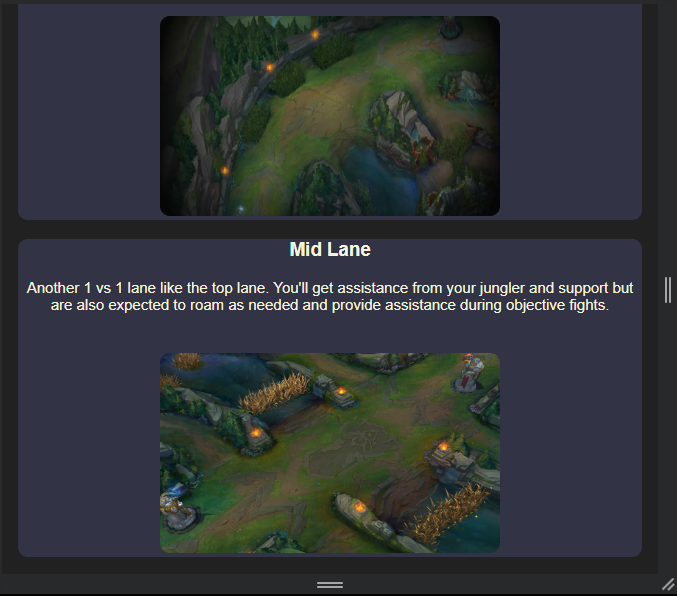 Mid Lane
Another 1 vs 1 lane like the top lane. You'll get assistance from your jungler and support but
are also expected to roam as needed and provide assistance during objective fights.